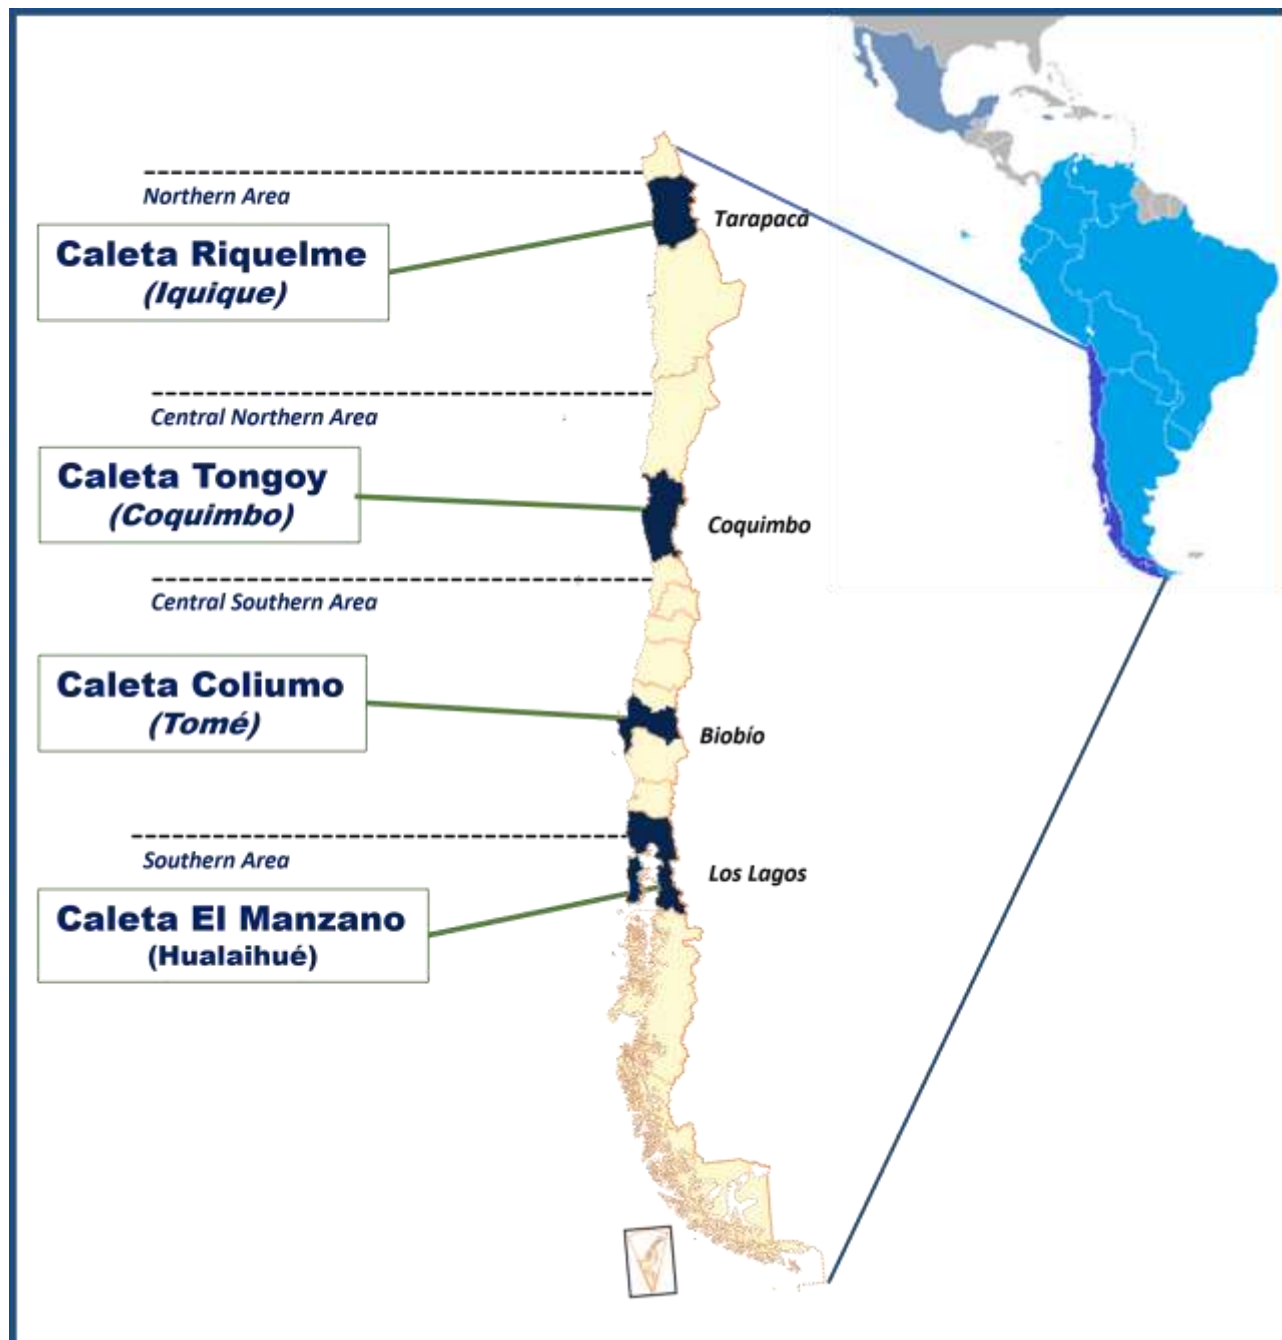 Northern Area
Tarapacá
Caleta Riquelme
(Iquique)
Central Northern Area
Caleta Tongoy
(Coquimbo)
Coquimbo
Central Southern Area
Caleta Coliumo
(Tomé)
Biobío
Southern Area
Los Lagos
Caleta El Manzano
(Hualaihué)